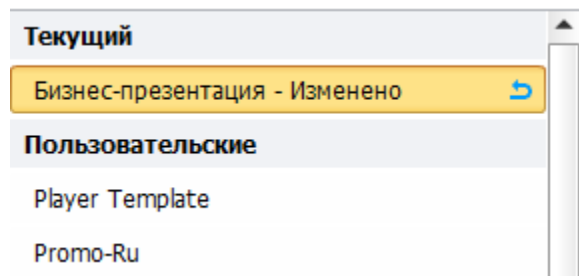 Текущий
Бизнес-презентация - Изменено
Пользовательские
Player Template
Promo-Ru